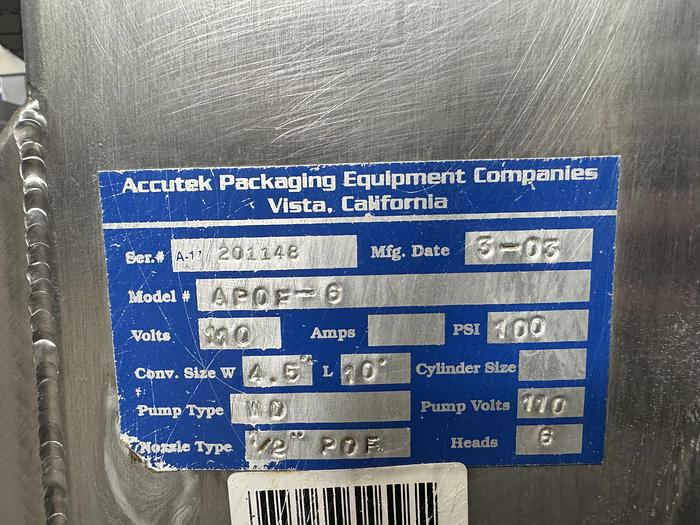 Accutek Packaging Equipment Companies
Vista, California
Ser.# A-17 201148 Mfg. Date 3-03
Model # APOF-6
Volts 110 Amps PSI 100
Conv. Size W 4.5" L 10' Cylinder Size
Pump Type WD Pump Volts 110
Nozzle Type 1/2" POF Heads 6